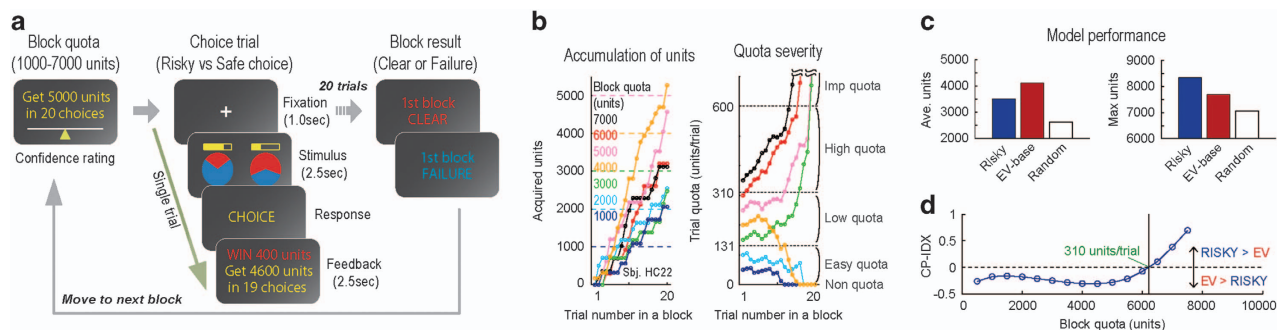 a
Block quota
(1000-7000 units)
Get 5000 units
in 20 choices
Confidence rating
Choice trial
(Risky vs Safe choice)
+
Fixation
(1.0sec)
Stimulus
(2.5sec)
CHOICE
Response
WIN 400 units
Get 4600 units
in 19 choices
Feedback
(2.5sec)
Single trial
20 trials
Block result
(Clear or Failure)
1st block
CLEAR
1st block
FAILURE
Move to next block
b
Accumulation of units
Acquired units
5000
4000
3000
2000
1000
0
Block quota
(units)
7000
6000
5000
4000
3000
2000
1000
Sbj. HC22
1
20
Trial number in a block
Quota severity
Trial quota (units/trial)
600
310
131
0
1
20
Trial number in a block
Imp quota
High quota
Low quota
Easy quota
Non quota
c
Model performance
Ave. units
5000
4000
3000
2000
Risky
EV-base
Random
Max units
9000
8000
7000
6000
Risky
EV-base
Random
d
CP-IDX
1
0.5
0
-0.5
310 units/trial
RISKY > EV
EV > RISKY
0
2000
4000
6000
8000
10000
Block quota (units)